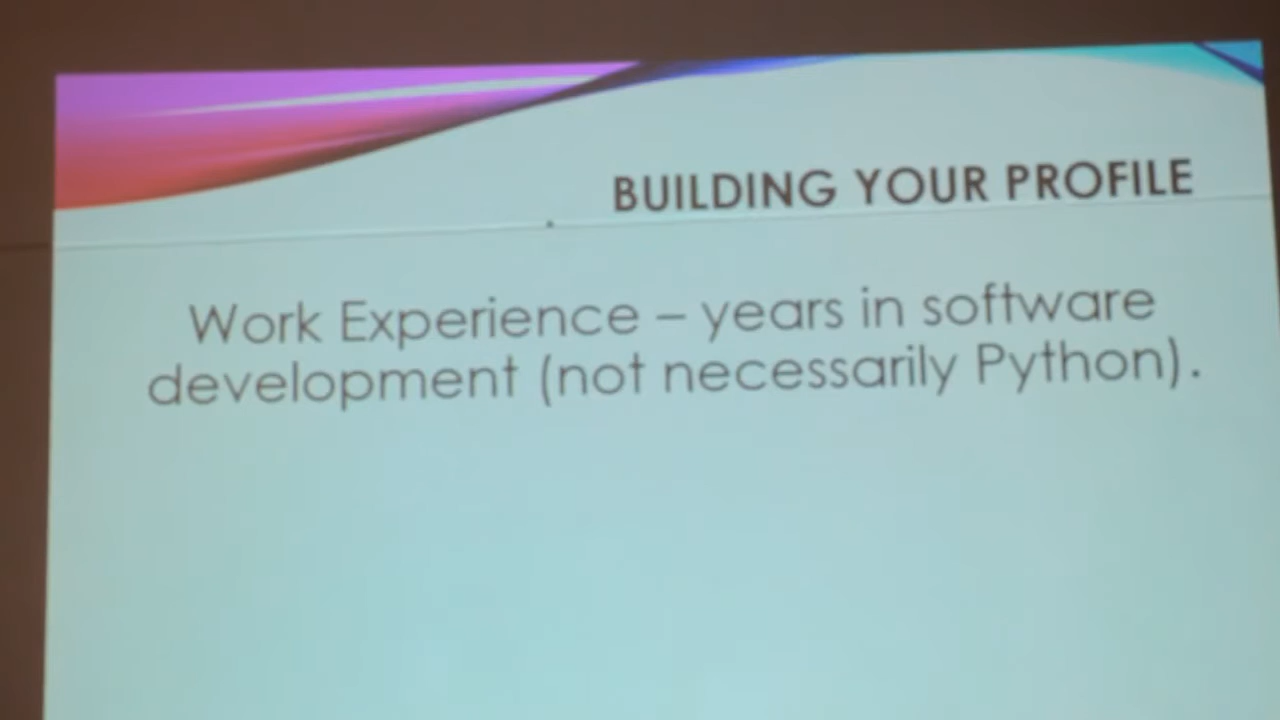 BUILDING YOUR PROFILE
Work Experience – years in software
development (not necessarily Python).